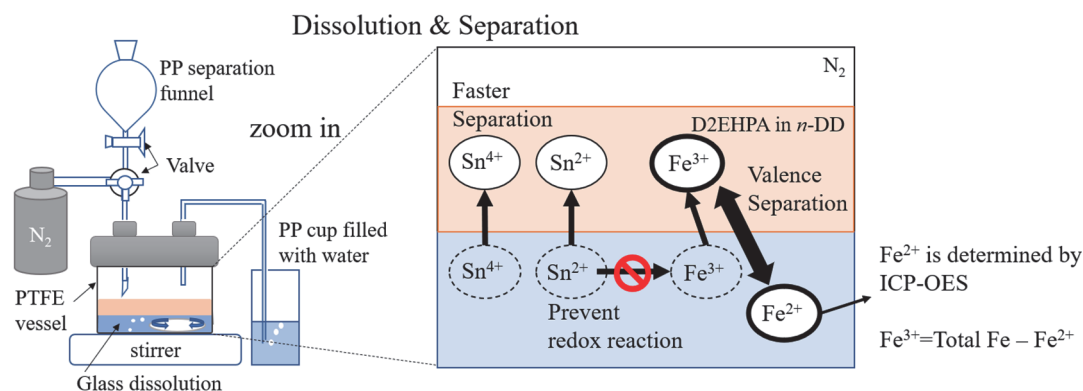 Dissolution & Separation
PP separation
funnel
Valve
zoom in
N₂
PTFE
vessel
PP cup filled
with water
stirrer
Glass dissolution
N₂
Faster
Separation
D2EHPA in n-DD
Sn⁴⁺
Sn²⁺
Fe³⁺
Valence
Separation
Sn⁴⁺
Sn²⁺
Fe³⁺
Prevent
redox reaction
Fe²⁺
Fe²⁺ is determined by
ICP-OES
Fe³⁺=Total Fe – Fe²⁺